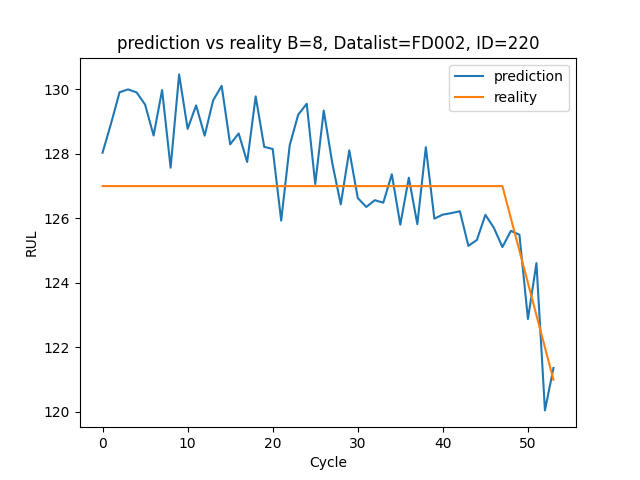 prediction vs reality B=8, Datalist=FD002, ID=220
prediction
reality
RUL
130
128
126
124
122
120
0 10 20 30 40 50
Cycle